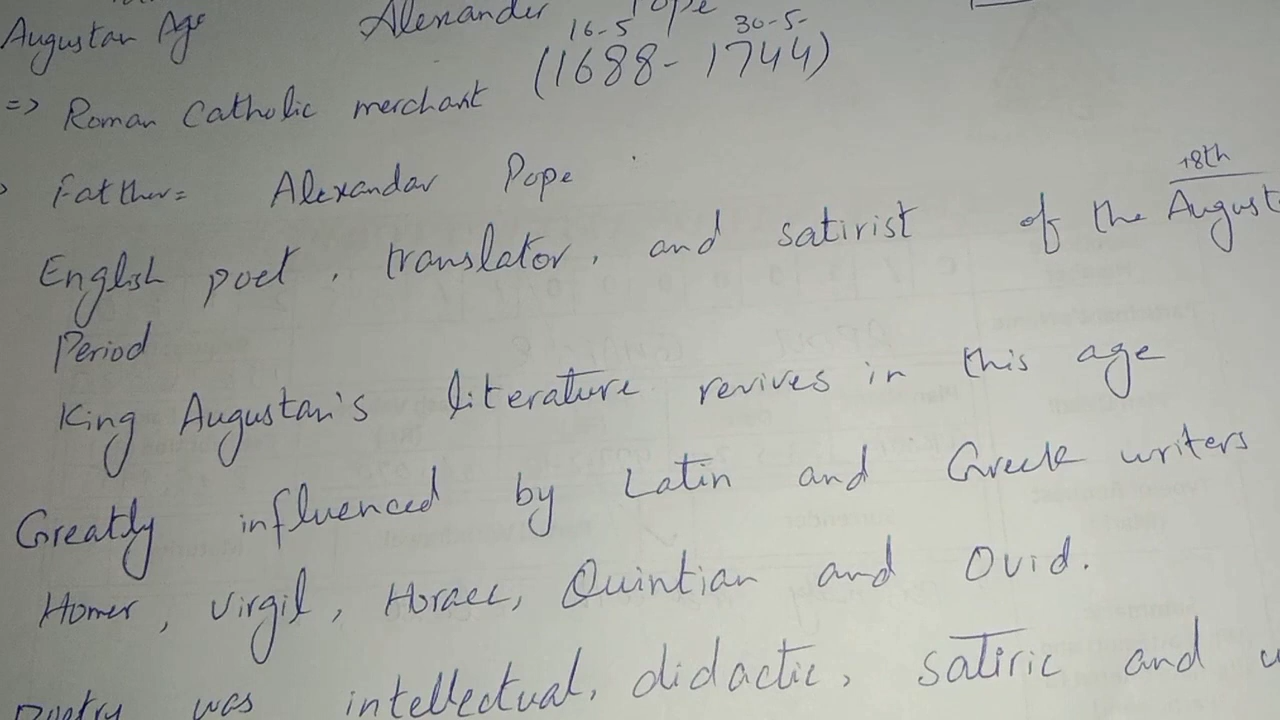 Augustan Age Alexander Pope
16-5 30-5-
(1688-1744)
=> Roman Catholic merchant
Father= Alexandar Pope
18th
English poet, translator, and satirist of the August
Period
King Augustan's literature revives in this age
Greatly influenced by Latin and Greek writers
Homer, Virgil, Horace, Quintian and Ovid.
Poetry was intellectual, didactic, satiric and